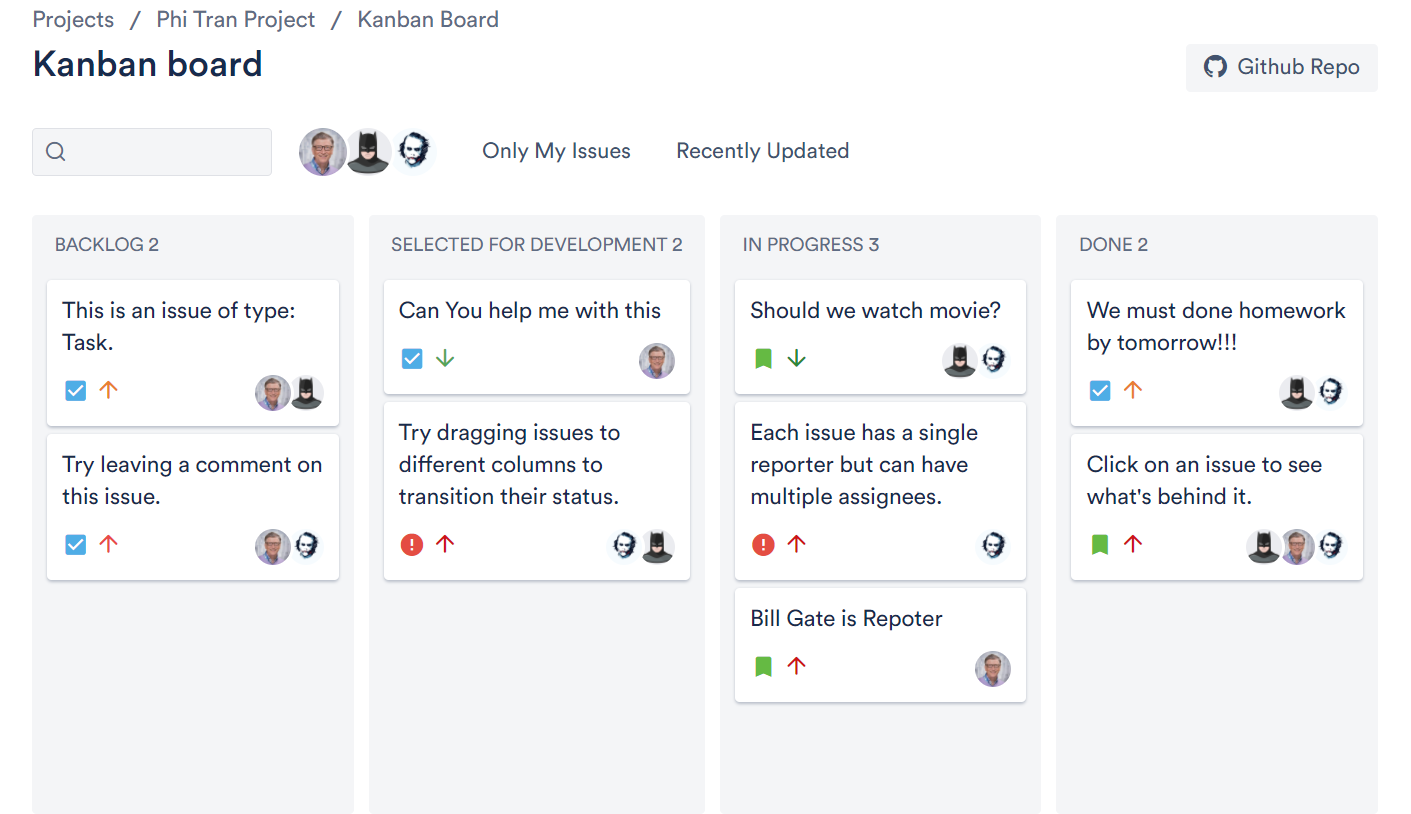 Projects / Phi Tran Project / Kanban Board
Kanban board
Github Repo
Only My Issues
Recently Updated
BACKLOG 2
This is an issue of type:
Task.
Try leaving a comment on
this issue.
SELECTED FOR DEVELOPMENT 2
Can You help me with this
Try dragging issues to
different columns to
transition their status.
IN PROGRESS 3
Should we watch movie?
Each issue has a single
reporter but can have
multiple assignees.
Bill Gate is Repoter
DONE 2
We must done homework
by tomorrow!!!
Click on an issue to see
what's behind it.